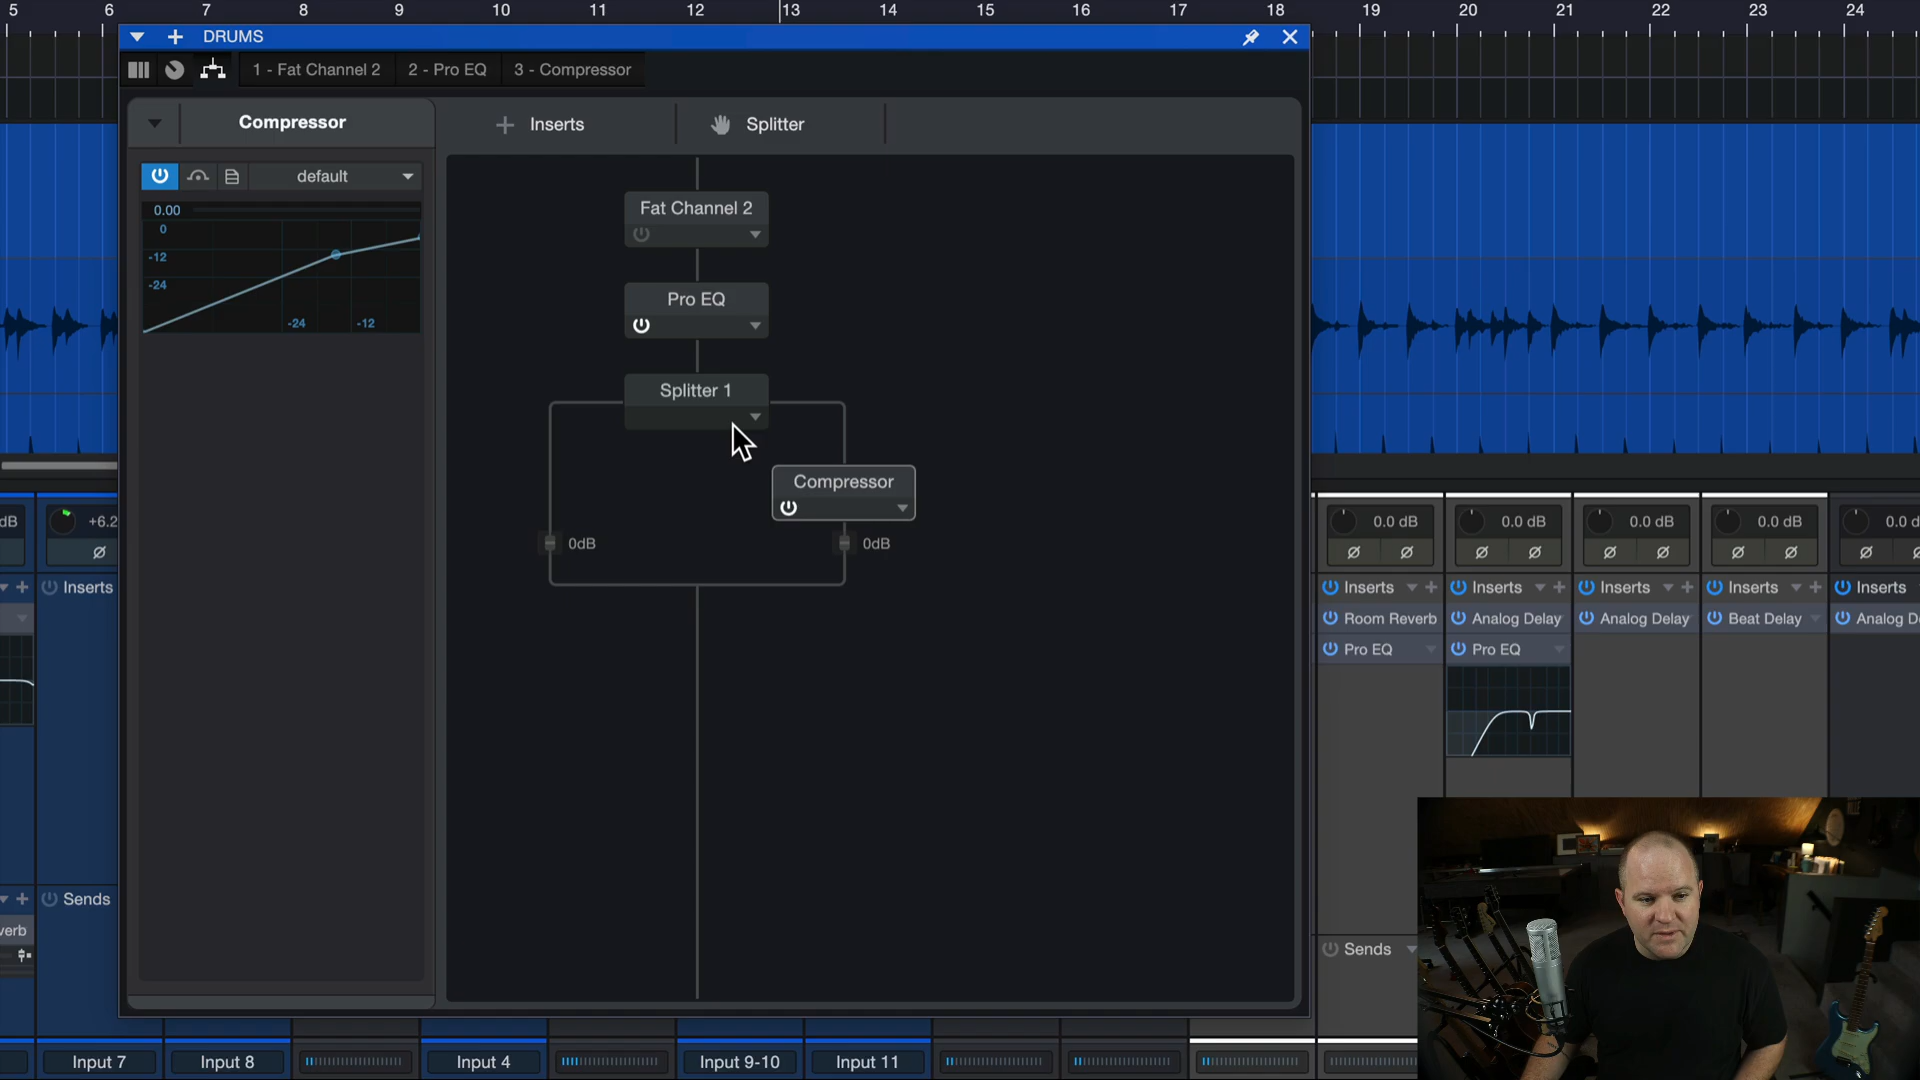 5 6 7 8 9 10 11 12 13 14 15 16 17 18 19 20 21 22 23 24
DRUMS
1 - Fat Channel 2 2 - Pro EQ 3 - Compressor
Compressor
Inserts
Splitter
default
0.00
0
-12
-24
-24 -12
Fat Channel 2
Pro EQ
Splitter 1
Compressor
0dB
0dB
dB
+6.2
0.0 dB
0.0 dB
0.0 dB
0.0 dB
0.0 d
Inserts
Inserts
Inserts
Inserts
Inserts
Inserts
Room Reverb
Analog Delay
Analog Delay
Beat Delay
Analog D
Pro EQ
Pro EQ
Sends
verb
Sends
Input 7
Input 8
Input 4
Input 9-10
Input 11